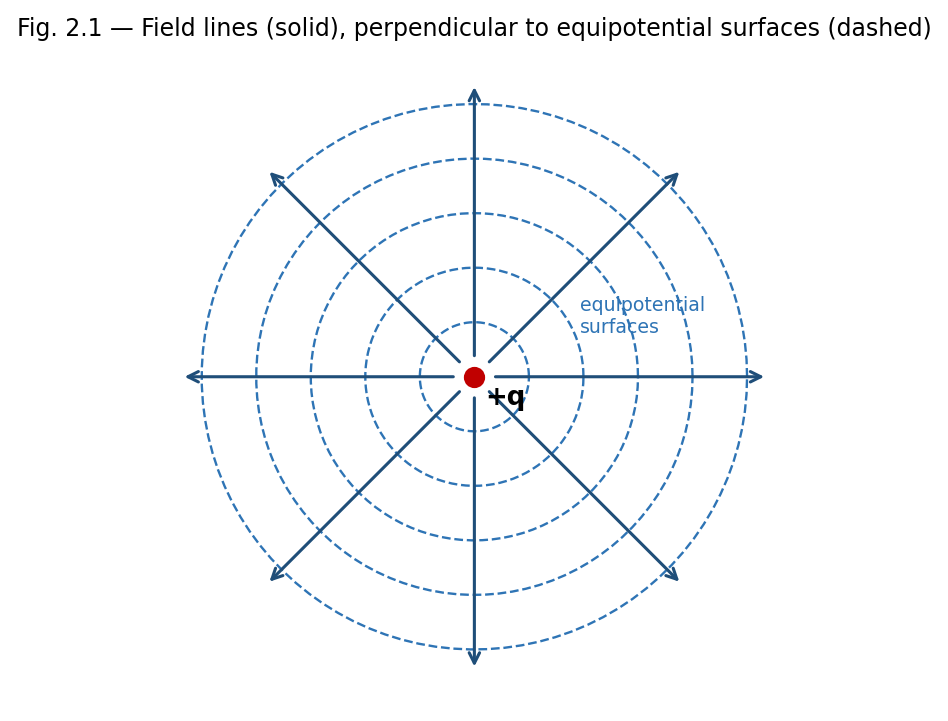 Fig. 2.1 — Field lines (solid), perpendicular to equipotential surfaces (dashed)
equipotential
surfaces
+q